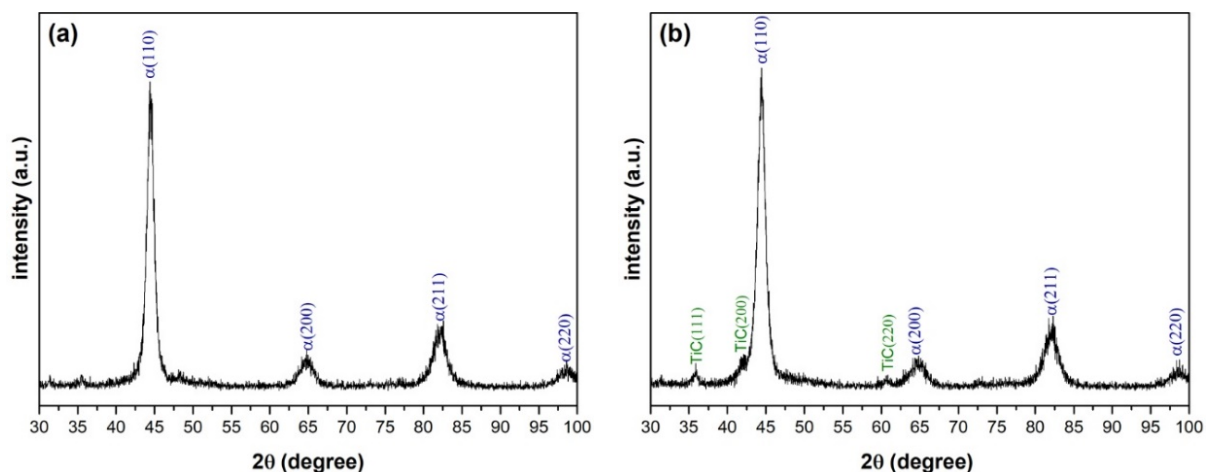 (a)
α(110)
α(200)
α(211)
α(220)
intensity (a.u.)
30 35 40 45 50 55 60 65 70 75 80 85 90 95 100
2θ (degree)
(b)
TiC(111)
TiC(200)
α(110)
TiC(220)
α(200)
α(211)
α(220)
intensity (a.u.)
30 35 40 45 50 55 60 65 70 75 80 85 90 95 100
2θ (degree)